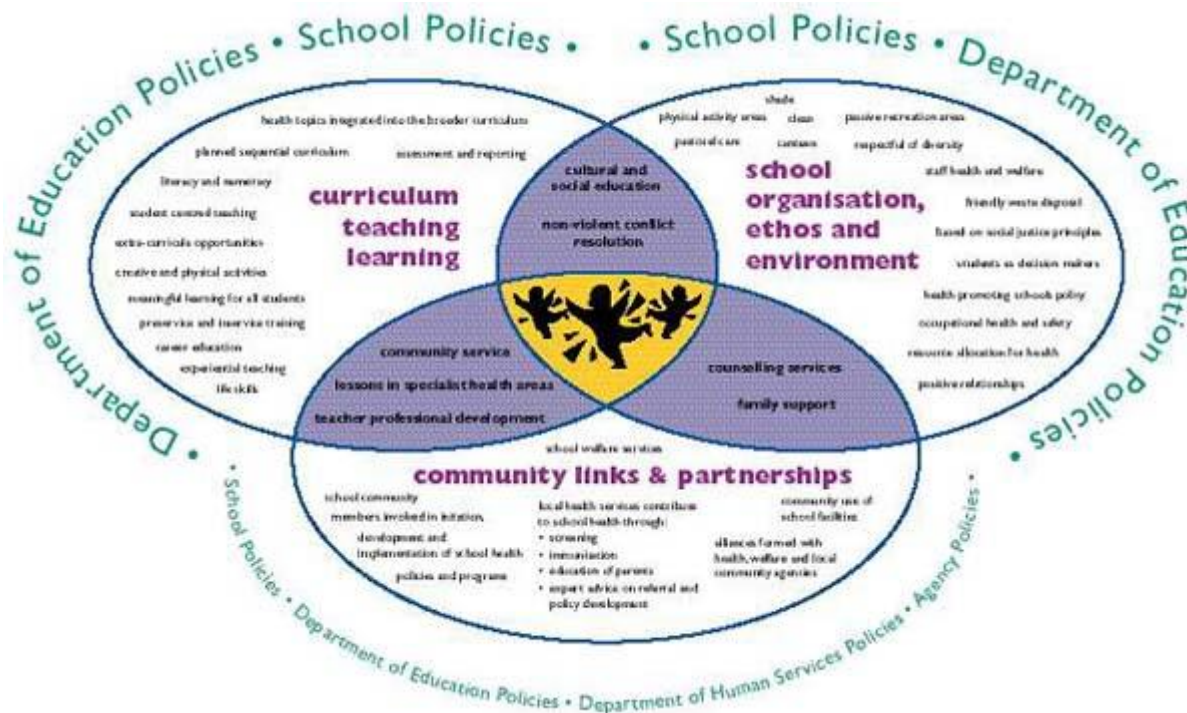 • Department of Education Policies • School Policies •
• School Policies • Department of Education Policies •
health topics integrated into the broader curriculum
planned sequential curriculum
assessment and reporting
literacy and numeracy
student centred teaching
extra-curricula opportunities
creative and physical activities
meaningful learning for all students
preservice and inservice training
career education
experiential teaching
life skills
curriculum
teaching
learning
cultural and
social education
non-violent conflict
resolution
shade
physical activity areas
clean
passive recreation areas
pastoral care
canteen
respectful of diversity
staff health and welfare
friendly waste disposal
based on social justice principles
students as decision makers
health promoting schools policy
occupational health and safety
resource allocation for health
positive relationships
school
organisation,
ethos and
environment
community service
lessons in specialist health areas
teacher professional development
counselling services
family support
school welfare services
community links & partnerships
school community
members involved in initation,
development and
implementation of school health
policies and programs
local health services contribute
to school health through:
• screening
• immunisation
• education of parents
• expert advice on referral and
policy development
community use of
school facilities
alliances formed with
health, welfare and local
community agencies
• School Policies • Department of Education Policies • Department of Human Services Policies • Agency Policies •